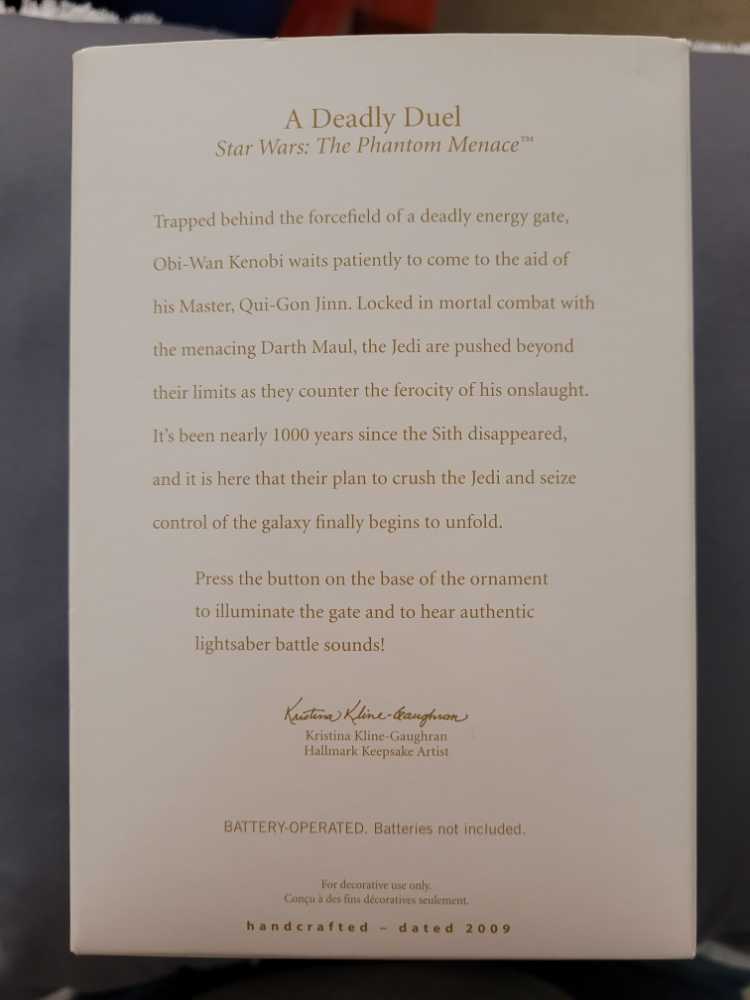 A Deadly Duel
Star Wars: The Phantom Menace™
Trapped behind the forcefield of a deadly energy gate,
Obi-Wan Kenobi waits patiently to come to the aid of
his Master, Qui-Gon Jinn. Locked in mortal combat with
the menacing Darth Maul, the Jedi are pushed beyond
their limits as they counter the ferocity of his onslaught.
It's been nearly 1000 years since the Sith disappeared,
and it is here that their plan to crush the Jedi and seize
control of the galaxy finally begins to unfold.
Press the button on the base of the ornament
to illuminate the gate and to hear authentic
lightsaber battle sounds!
Kristina Kline-Gaughran
Kristina Kline-Gaughran
Hallmark Keepsake Artist
BATTERY-OPERATED. Batteries not included.
For decorative use only.
Conçu à des fins décoratives seulement.
handcrafted – dated 2009